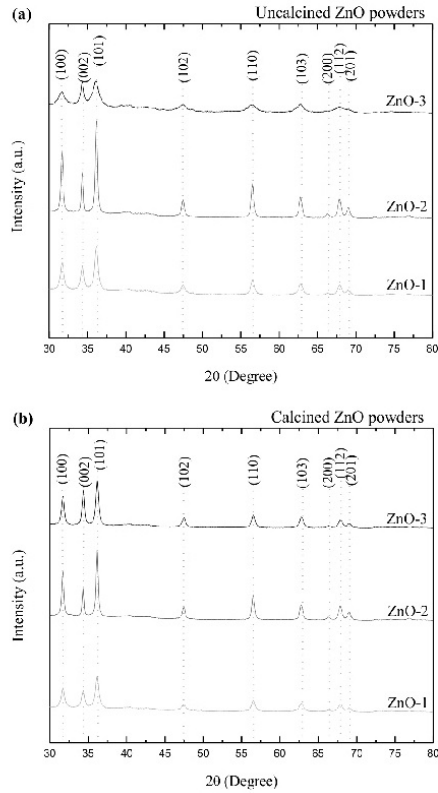 (a)
Uncalcined ZnO powders
(100)
(002)
(101)
(102)
(110)
(103)
(200)
(112)
(201)
ZnO-3
ZnO-2
ZnO-1
Intensity (a.u.)
30 35 40 45 50 55 60 65 70 75 80
2θ (Degree)
(b)
Calcined ZnO powders
(100)
(002)
(101)
(102)
(110)
(103)
(200)
(112)
(201)
ZnO-3
ZnO-2
ZnO-1
Intensity (a.u.)
30 35 40 45 50 55 60 65 70 75 80
2θ (Degree)